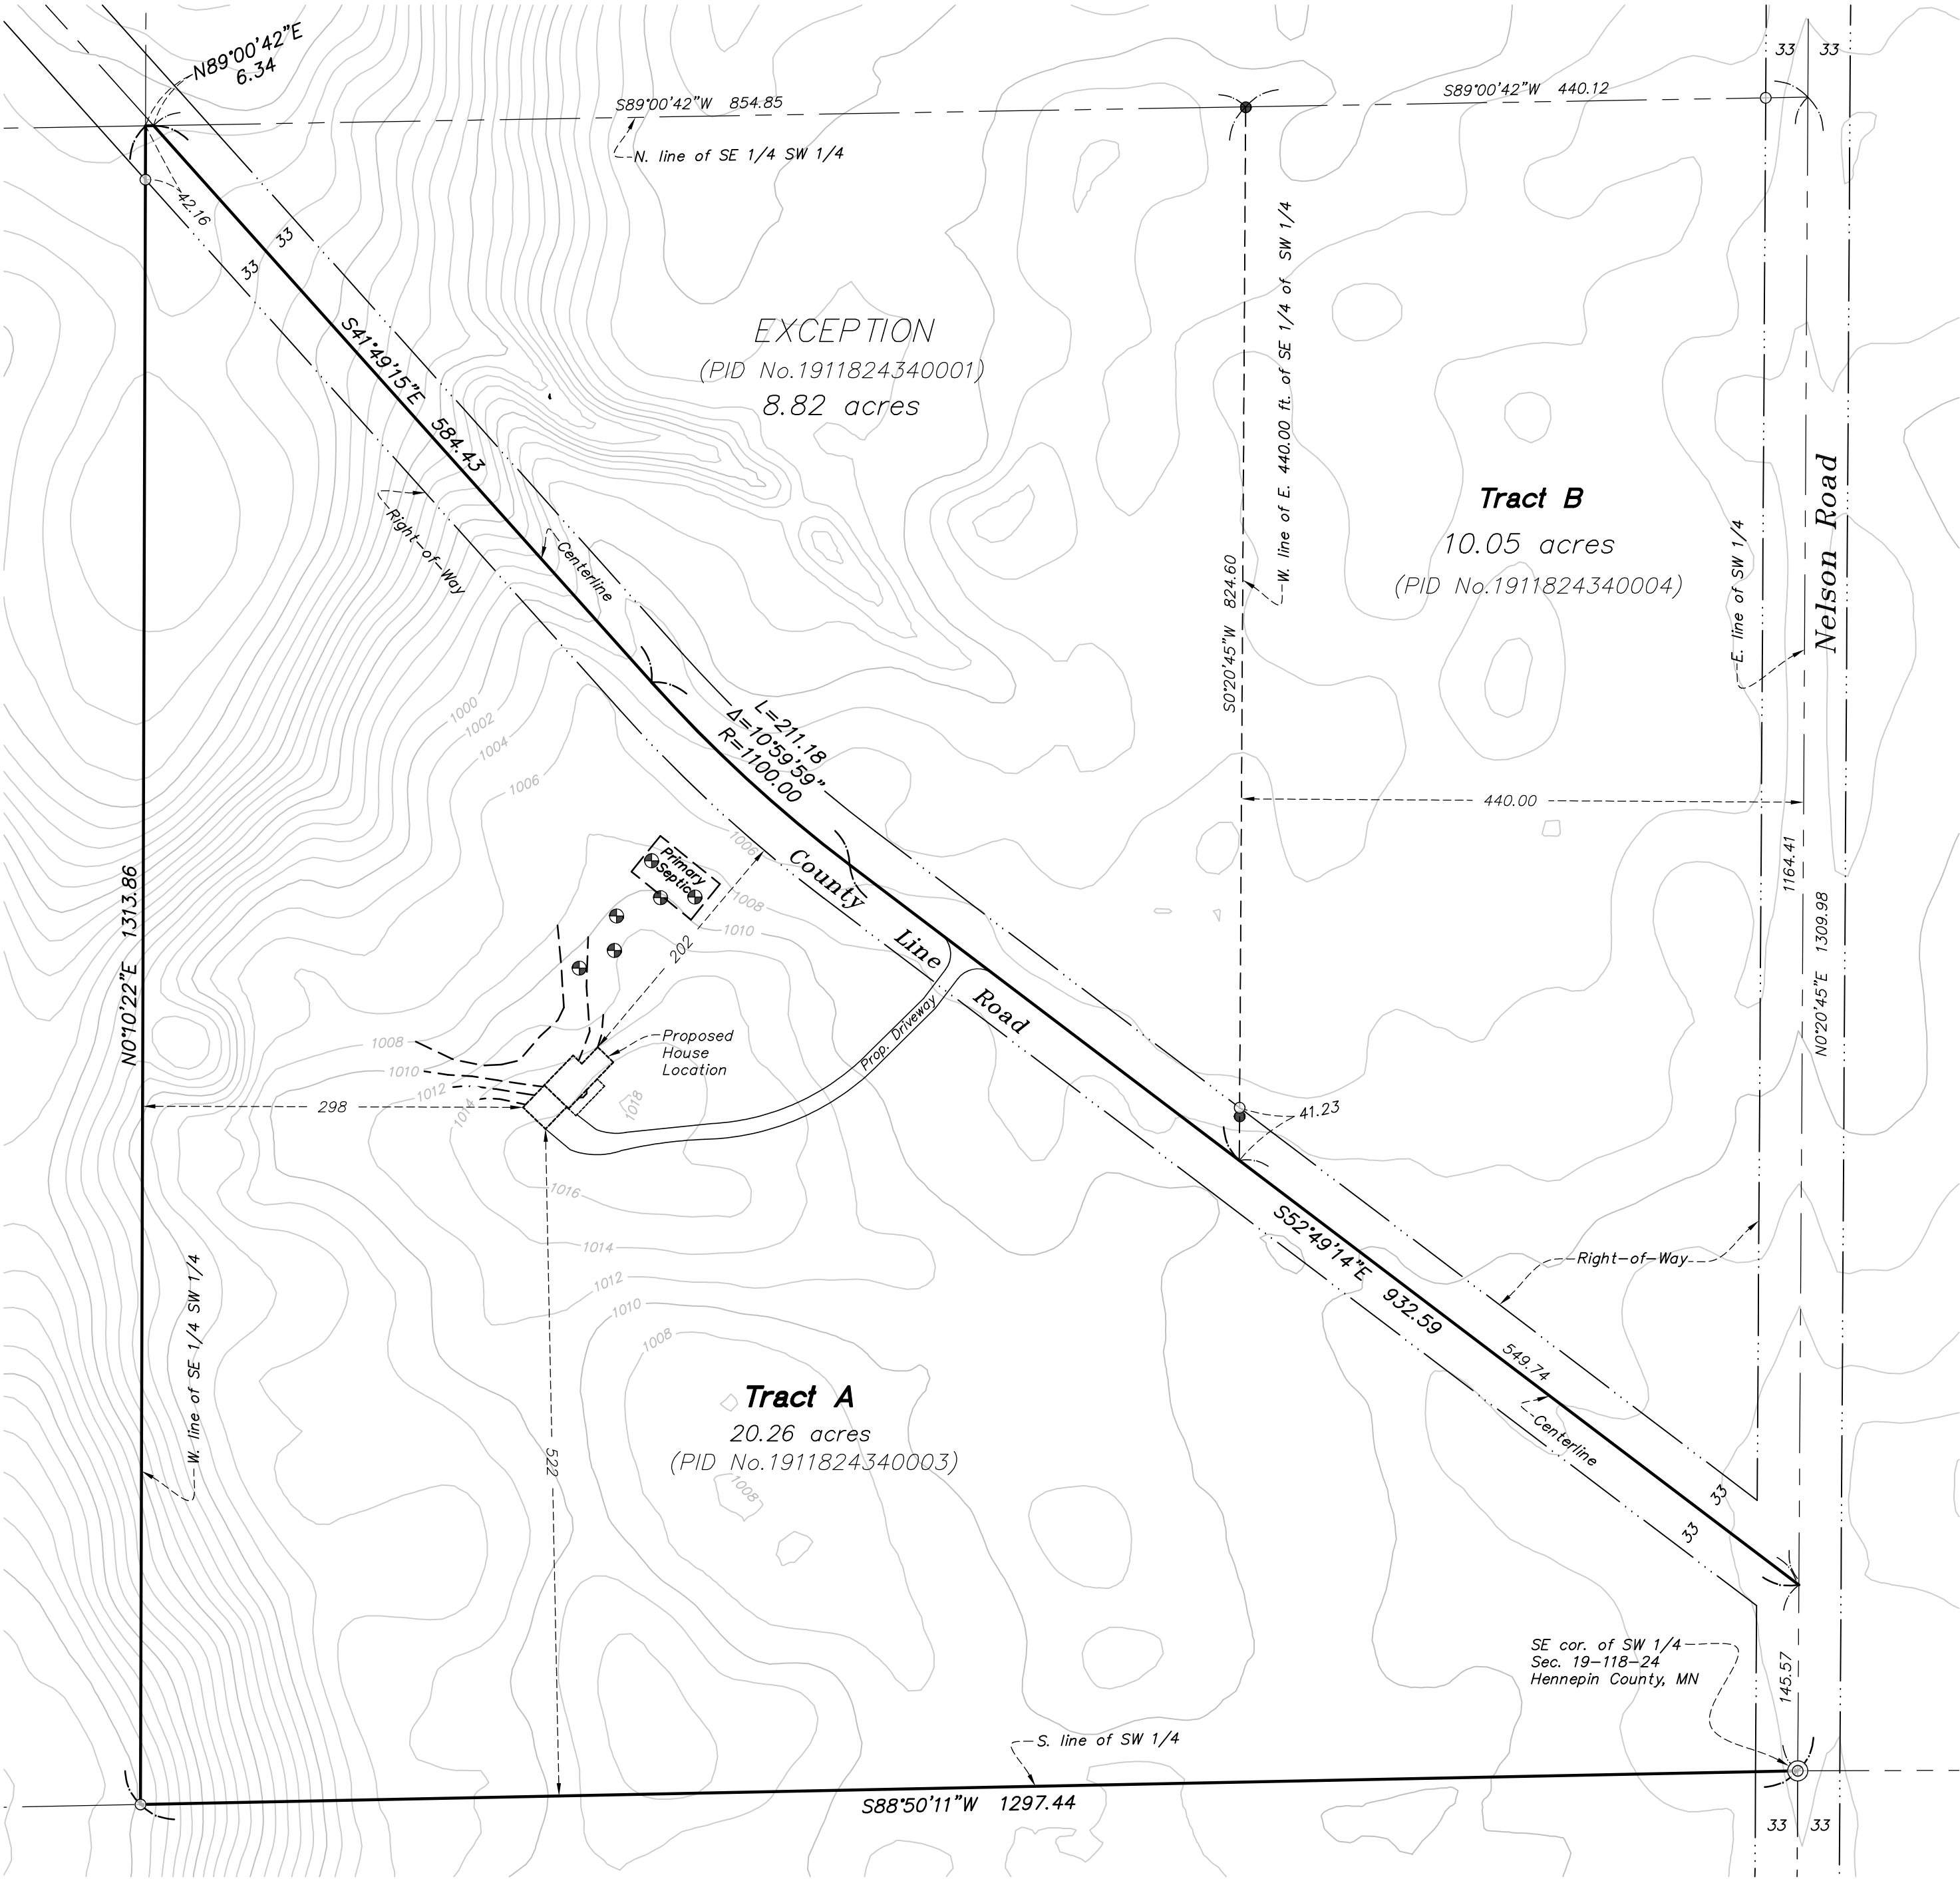 N89°00'42"E
6.34
S89°00'42"W 854.85
N. line of SE 1/4 SW 1/4
S89°00'42"W 440.12
33
33
42.16
33
33
S41°49'15"E 584.43
Right-of-Way
Centerline
EXCEPTION
(PID No.1911824340001)
8.82 acres
W. line of E. 440.00 ft. of SE 1/4 of SW 1/4
S0°20'45"W 824.60
Tract B
10.05 acres
(PID No.1911824340004)
E. line of SW 1/4
Nelson Road
440.00
1164.41
N0°20'45"E 1309.98
L=211.18
Δ=10°59'59"
R=1100.00
1000
1002
1004
1006
1006
1008
1010
Primary
Septic
202
County Line Road
Prop. Driveway
Proposed
House
Location
N0°10'22"E 1313.86
1008
1010
1012
1014
1018
298
522
1016
1014
1012
1010
1008
41.23
S52°49'14"E 932.59
549.74
Centerline
Right-of-Way
33
33
W. line of SE 1/4 SW 1/4
Tract A
20.26 acres
(PID No.1911824340003)
1008
SE cor. of SW 1/4
Sec. 19-118-24
Hennepin County, MN
145.57
S. line of SW 1/4
S88°50'11"W 1297.44
33
33